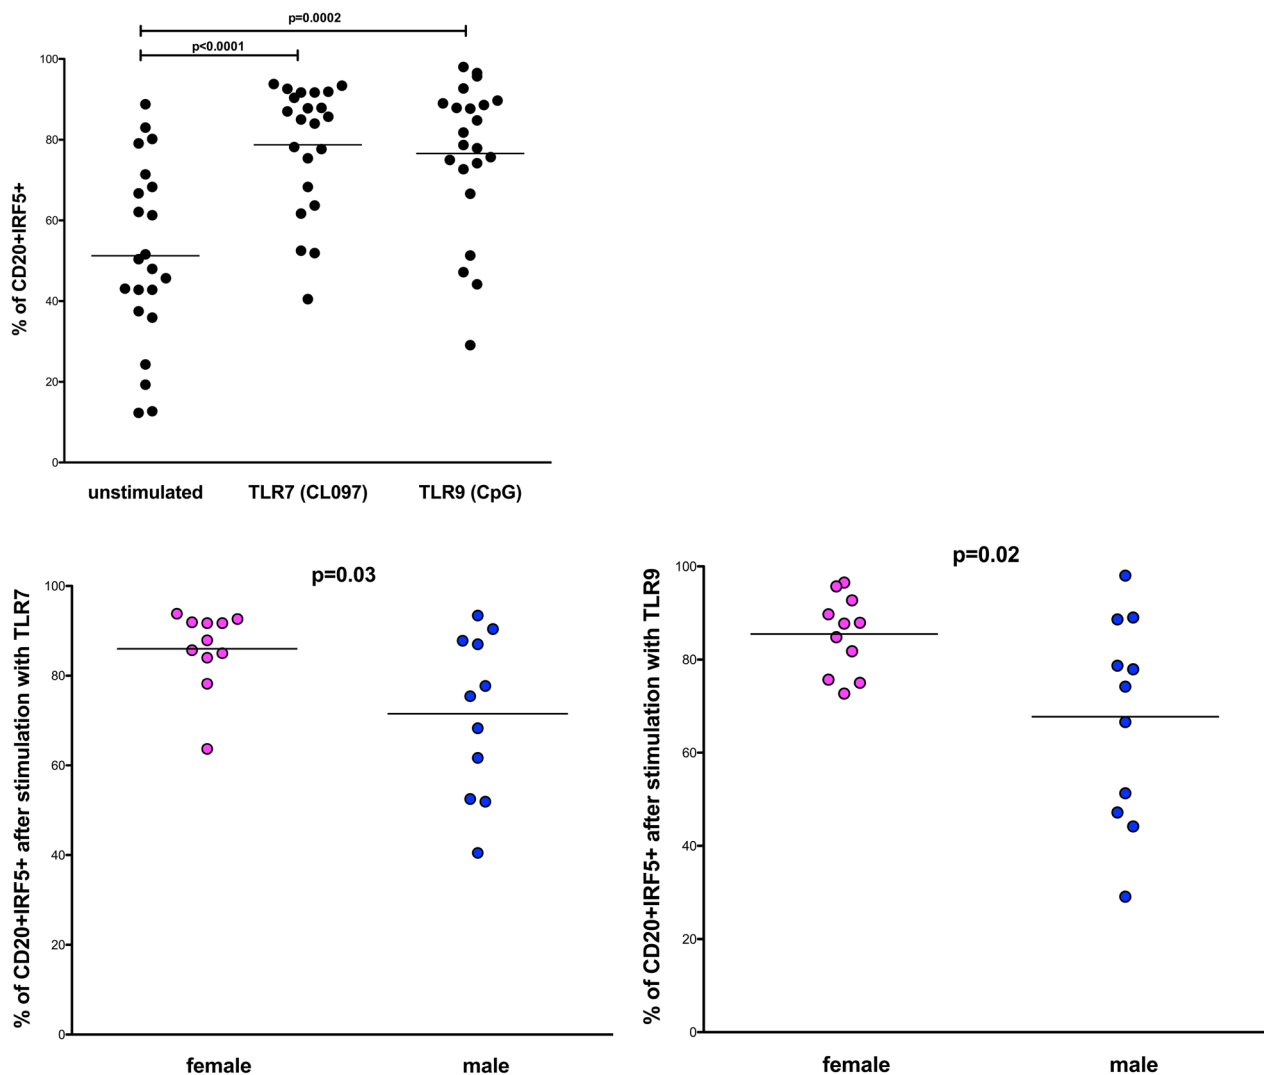 p=0.0002
p<0.0001
% of CD20+IRF5+
100
80
60
40
20
0
unstimulated TLR7 (CL097) TLR9 (CpG)
p=0.03
% of CD20+IRF5+ after stimulation with TLR7
100
80
60
40
20
0
female male
p=0.02
% of CD20+IRF5+ after stimulation with TLR9
100
80
60
40
20
0
female male